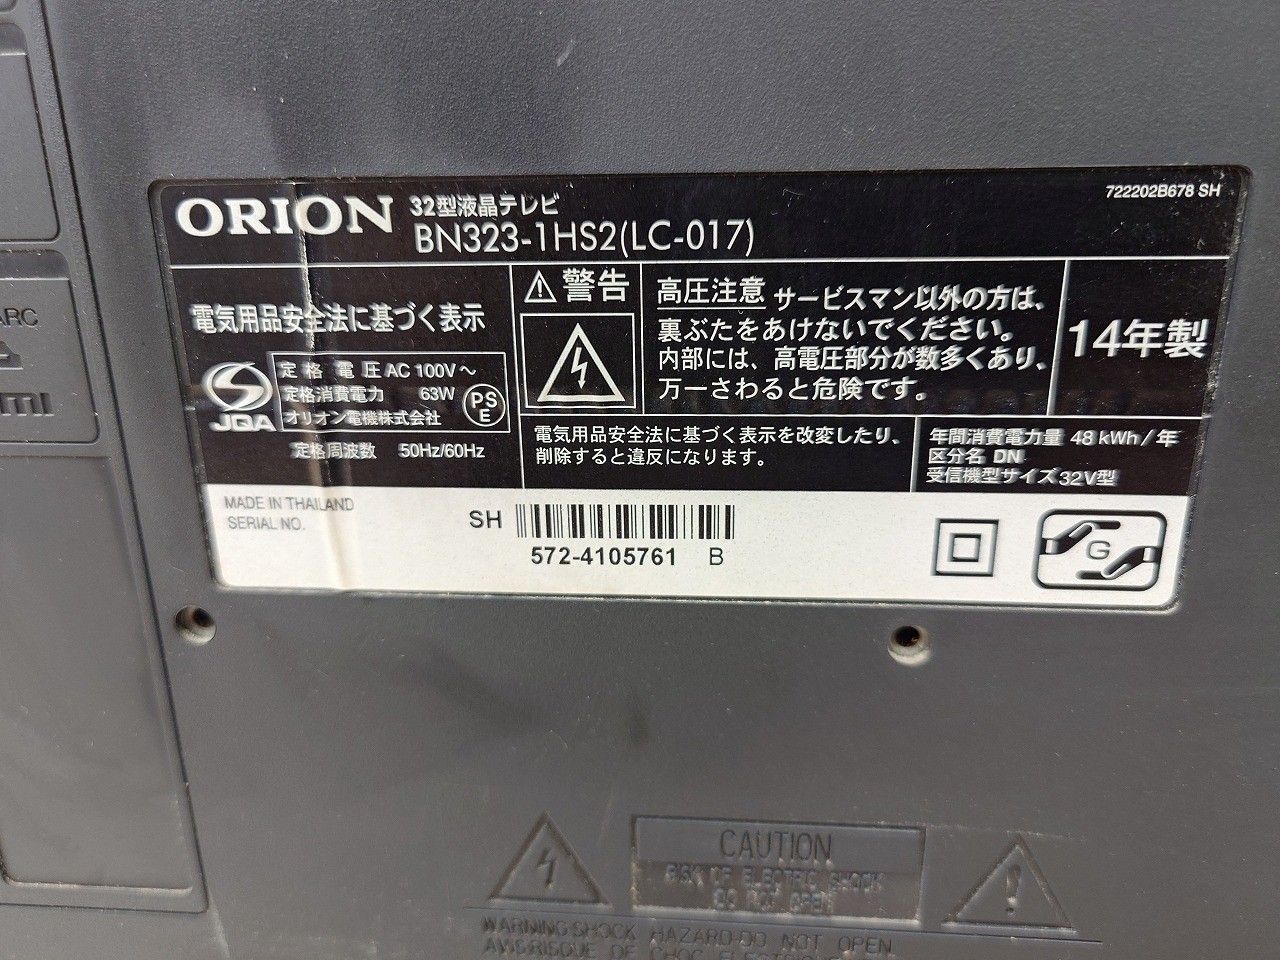 ORION 32型液晶テレビ
BN323-1HS2(LC-017)
722202B678 SH
電気用品安全法に基づく表示
JQA
定格電圧 AC 100V～
定格消費電力 63W
オリオン電機株式会社
PS
E
定格周波数 50Hz/60Hz
警告
高圧注意 サービスマン以外の方は、
裏ぶたをあけないでください。
内部には、高電圧部分が数多くあり、
万一さわると危険です。
14年製
電気用品安全法に基づく表示を改変したり、
削除すると違反になります。
年間消費電力量 48 kWh/年
区分名 DN
受信機型サイズ 32V型
MADE IN THAILAND
SERIAL NO.
SH
572-4105761 B
G
ARC
CAUTION
RISK OF ELECTRIC SHOCK
DO NOT OPEN
WARNING:SHOCK HAZARD-DO NOT OPEN
AVIS:RISQUE DE CHOC